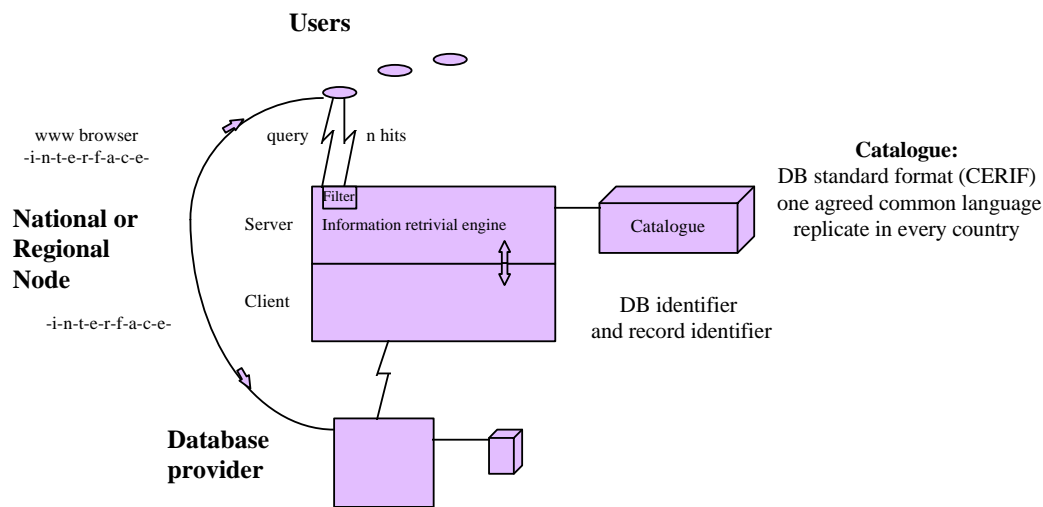 Users
www browser
-i-n-t-e-r-f-a-c-e-
query
n hits
Catalogue:
DB standard format (CERIF)
one agreed common language
replicate in every country
Filter
National or
Regional
Node
Server
Information retrivial engine
Catalogue
Client
DB identifier
and record identifier
-i-n-t-e-r-f-a-c-e-
Database
provider